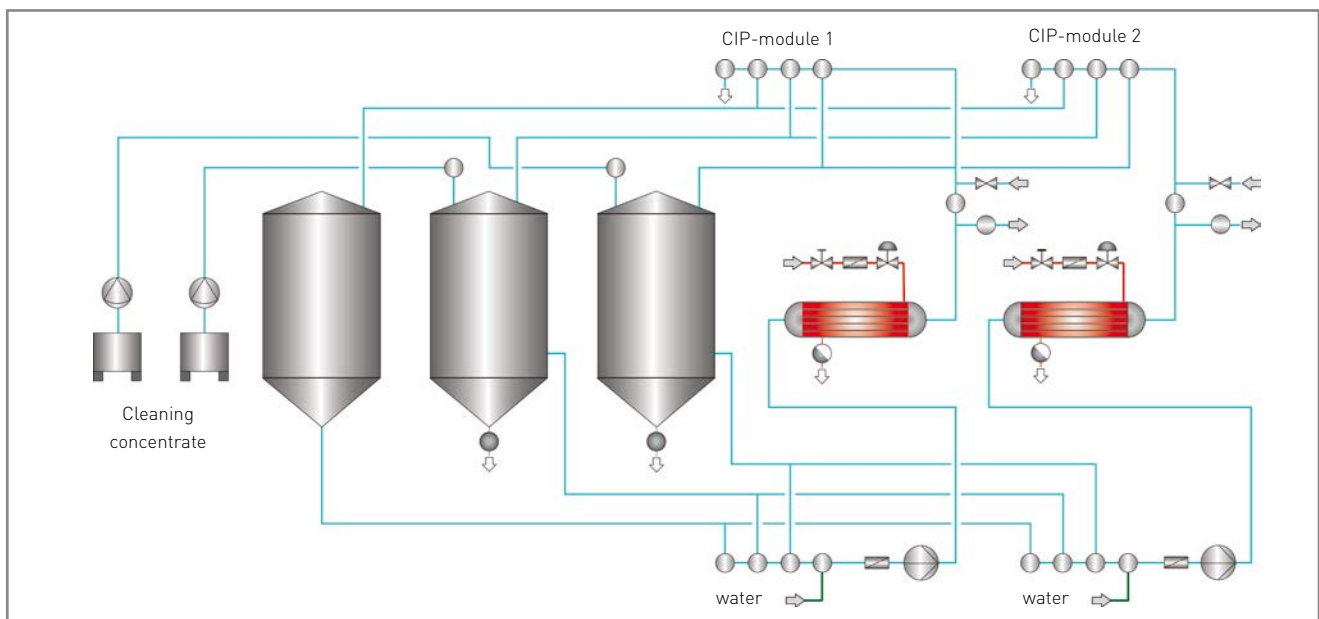 CIP-module 1
CIP-module 2
Cleaning
concentrate
water
water